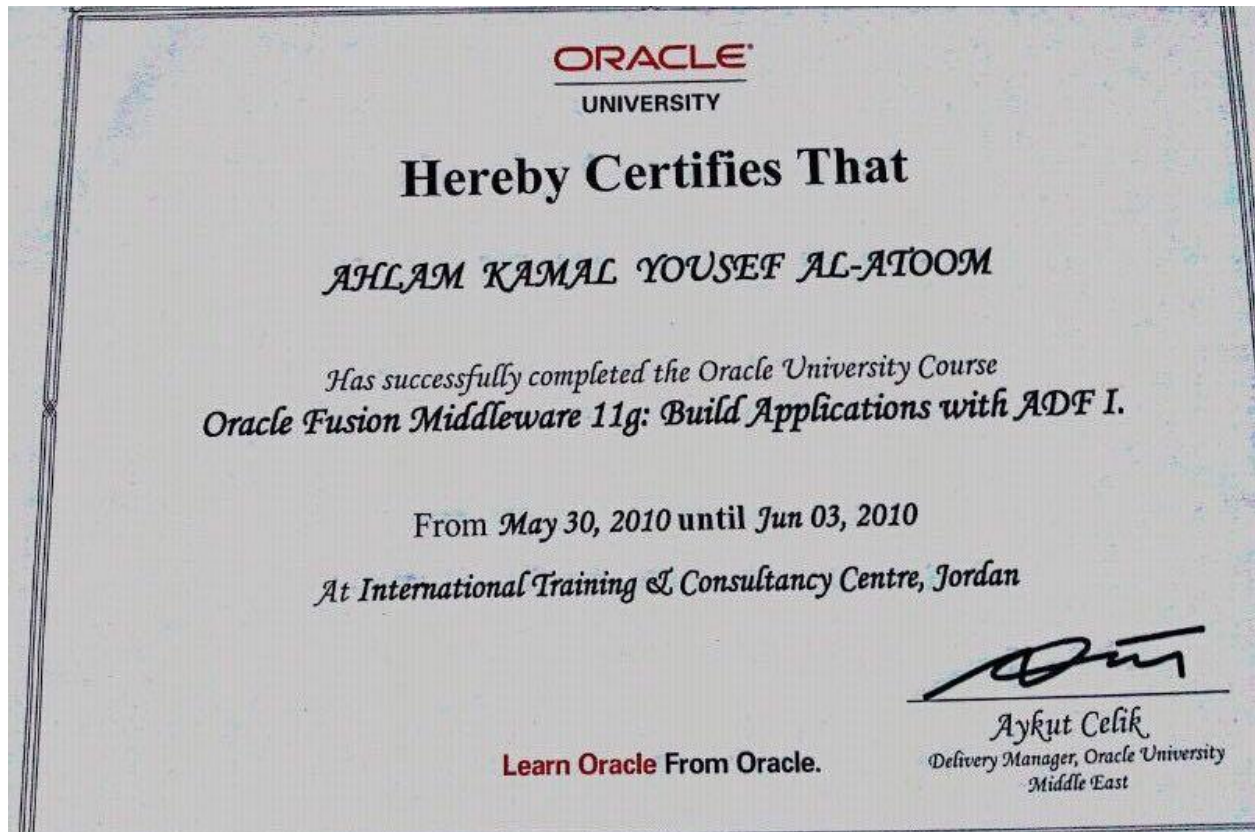 ORACLE
UNIVERSITY
Hereby Certifies That
AHLAM KAMAL YOUSEF AL-ATOOM
Has successfully completed the Oracle University Course
Oracle Fusion Middleware 11g: Build Applications with ADF I.
From May 30, 2010 until Jun 03, 2010
At International Training & Consultancy Centre, Jordan
Aykut Celik
Delivery Manager, Oracle University
Middle East
Learn Oracle From Oracle.